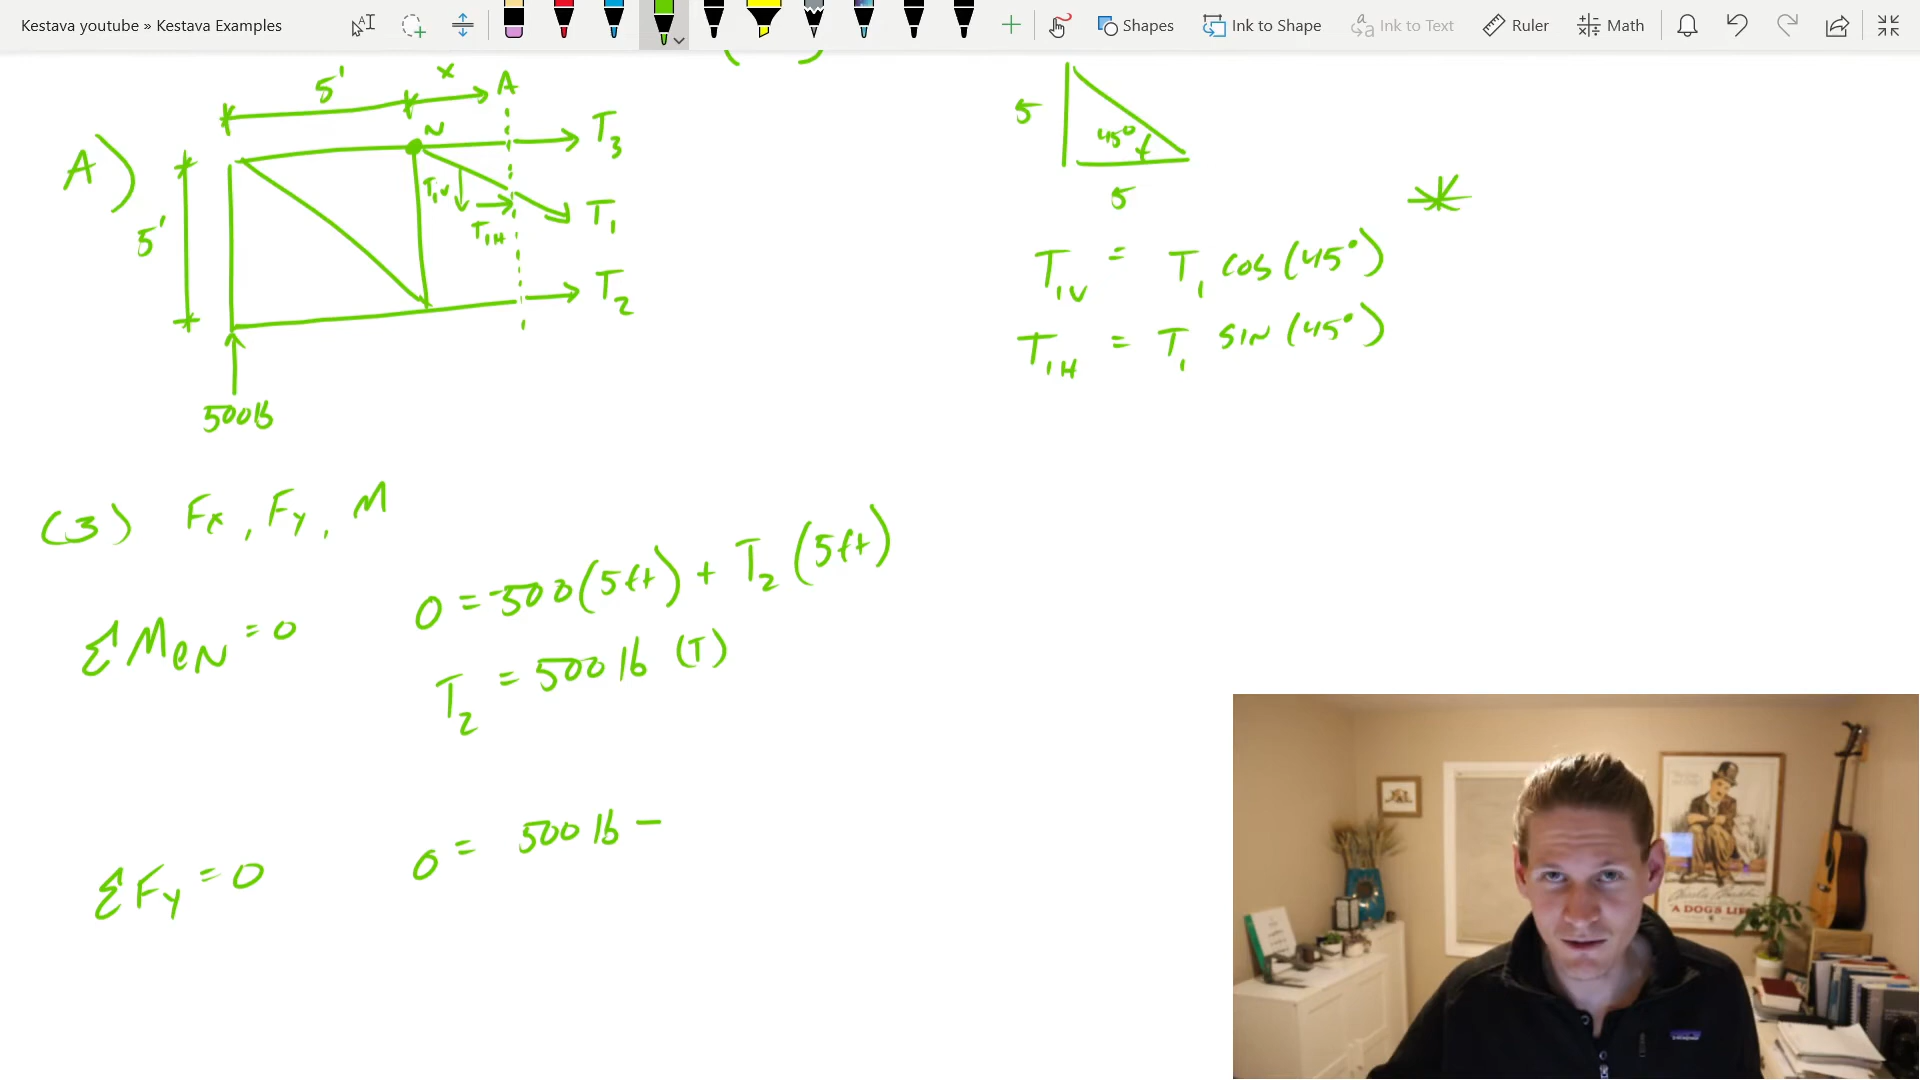 Kestava youtube » Kestava Examples
Shapes
Ink to Shape
Ink to Text
Ruler
Math
5'
x
A
N
T3
A)
T1V
T1H
T1
5'
T2
500lb
5
45°
5
T1V = T1 cos(45°)
T1H = T1 sin(45°)
(3) Fx, Fy, M
ΣM@N = 0
0 = -500(5ft) + T2(5ft)
T2 = 500 lb (T)
ΣFy = 0
0 = 500 lb −
"A DOG'S LIFE